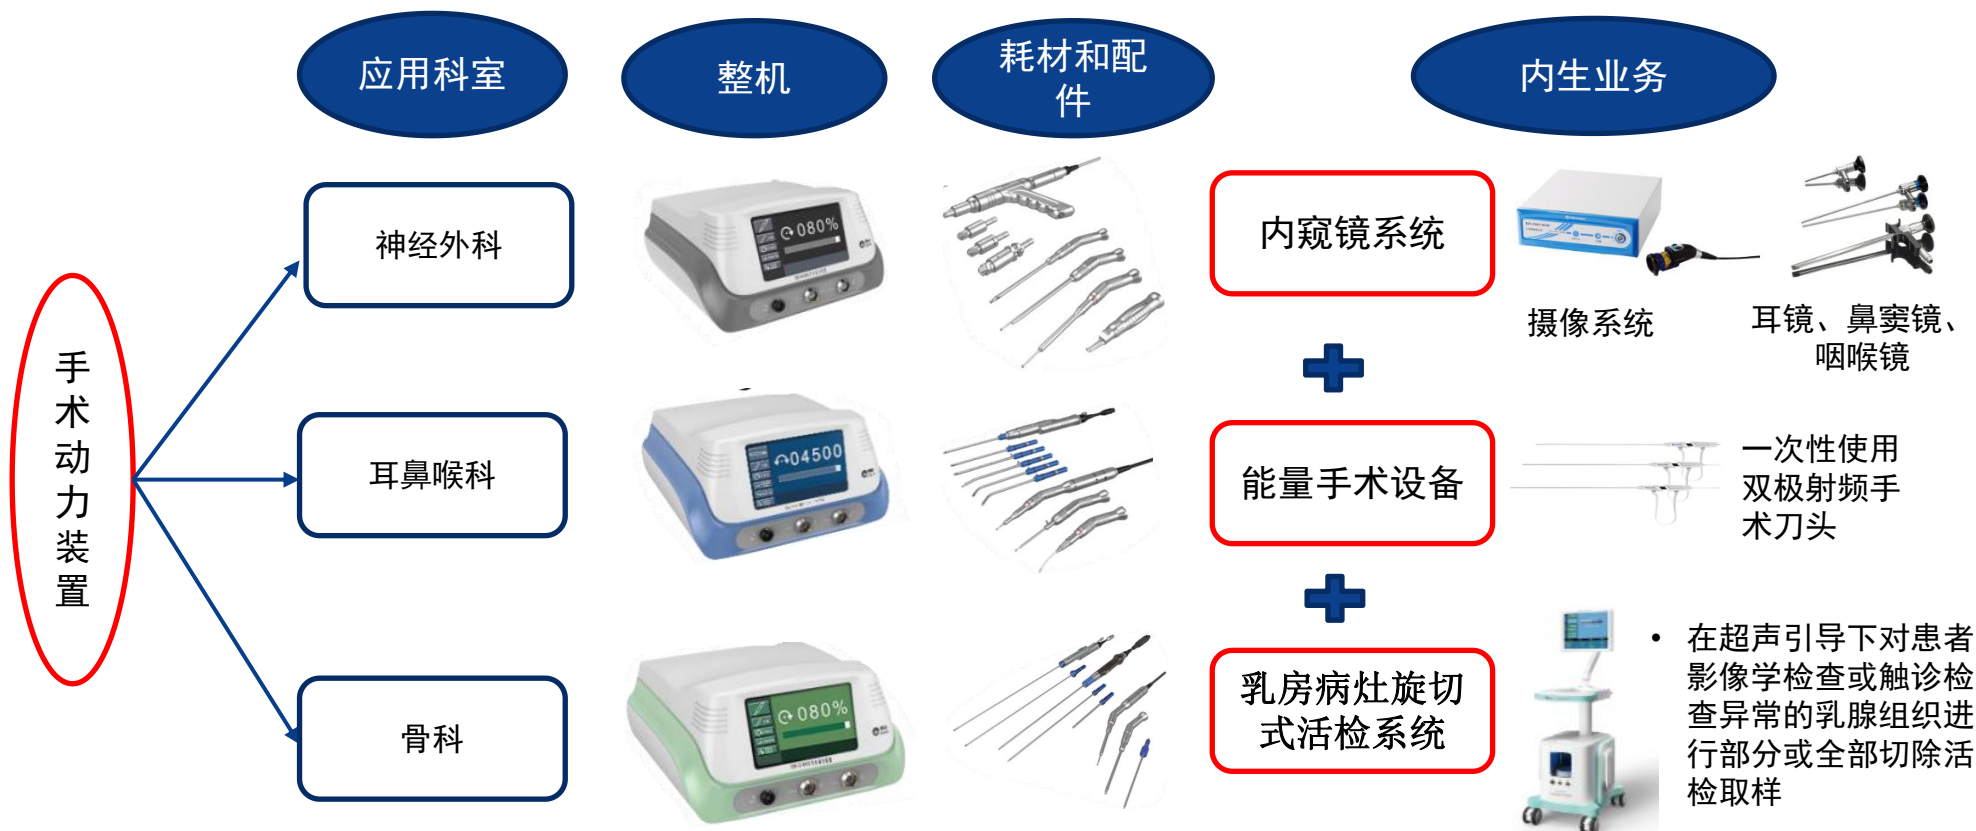 应用科室
整机
耗材和配
件
内生业务
手术动力装置
神经外科
080%
内窥镜系统
摄像系统
耳镜、鼻窦镜、
咽喉镜
耳鼻喉科
04500
能量手术设备
一次性使用
双极射频手
术刀头
骨科
080%
乳房病灶旋切
式活检系统
• 在超声引导下对患者
影像学检查或触诊检
查异常的乳腺组织进
行部分或全部切除活
检取样